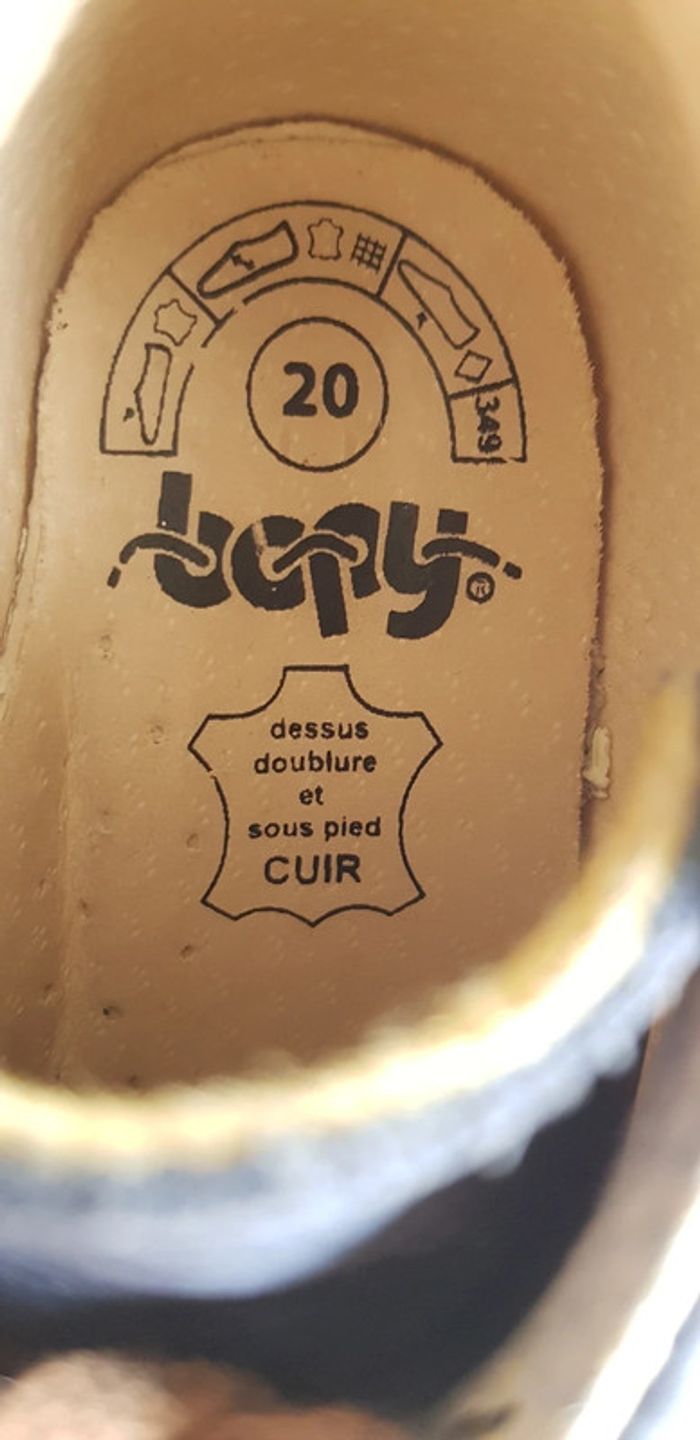 349
20
bopy®
dessus
doublure
et
sous pied
CUIR